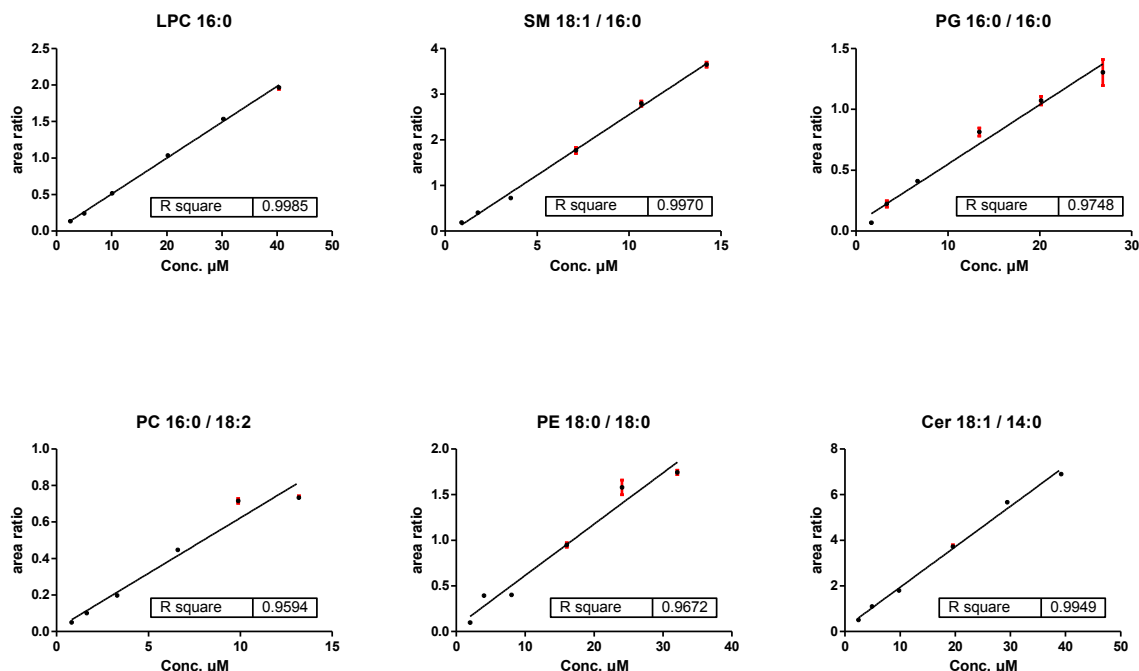 LPC 16:0
2.5
2.0
1.5
1.0
0.5
0.0
area ratio
R square 0.9985
0 10 20 30 40 50
Conc. µM
SM 18:1 / 16:0
4
3
2
1
0
area ratio
R square 0.9970
0 5 10 15
Conc. µM
PG 16:0 / 16:0
1.5
1.0
0.5
0.0
area ratio
R square 0.9748
0 10 20 30
Conc. µM
PC 16:0 / 18:2
1.0
0.8
0.6
0.4
0.2
0.0
area ratio
R square 0.9594
0 5 10 15
Conc. µM
PE 18:0 / 18:0
2.0
1.5
1.0
0.5
0.0
area ratio
R square 0.9672
0 10 20 30 40
Conc. µM
Cer 18:1 / 14:0
8
6
4
2
0
area ratio
R square 0.9949
0 10 20 30 40 50
Conc. µM